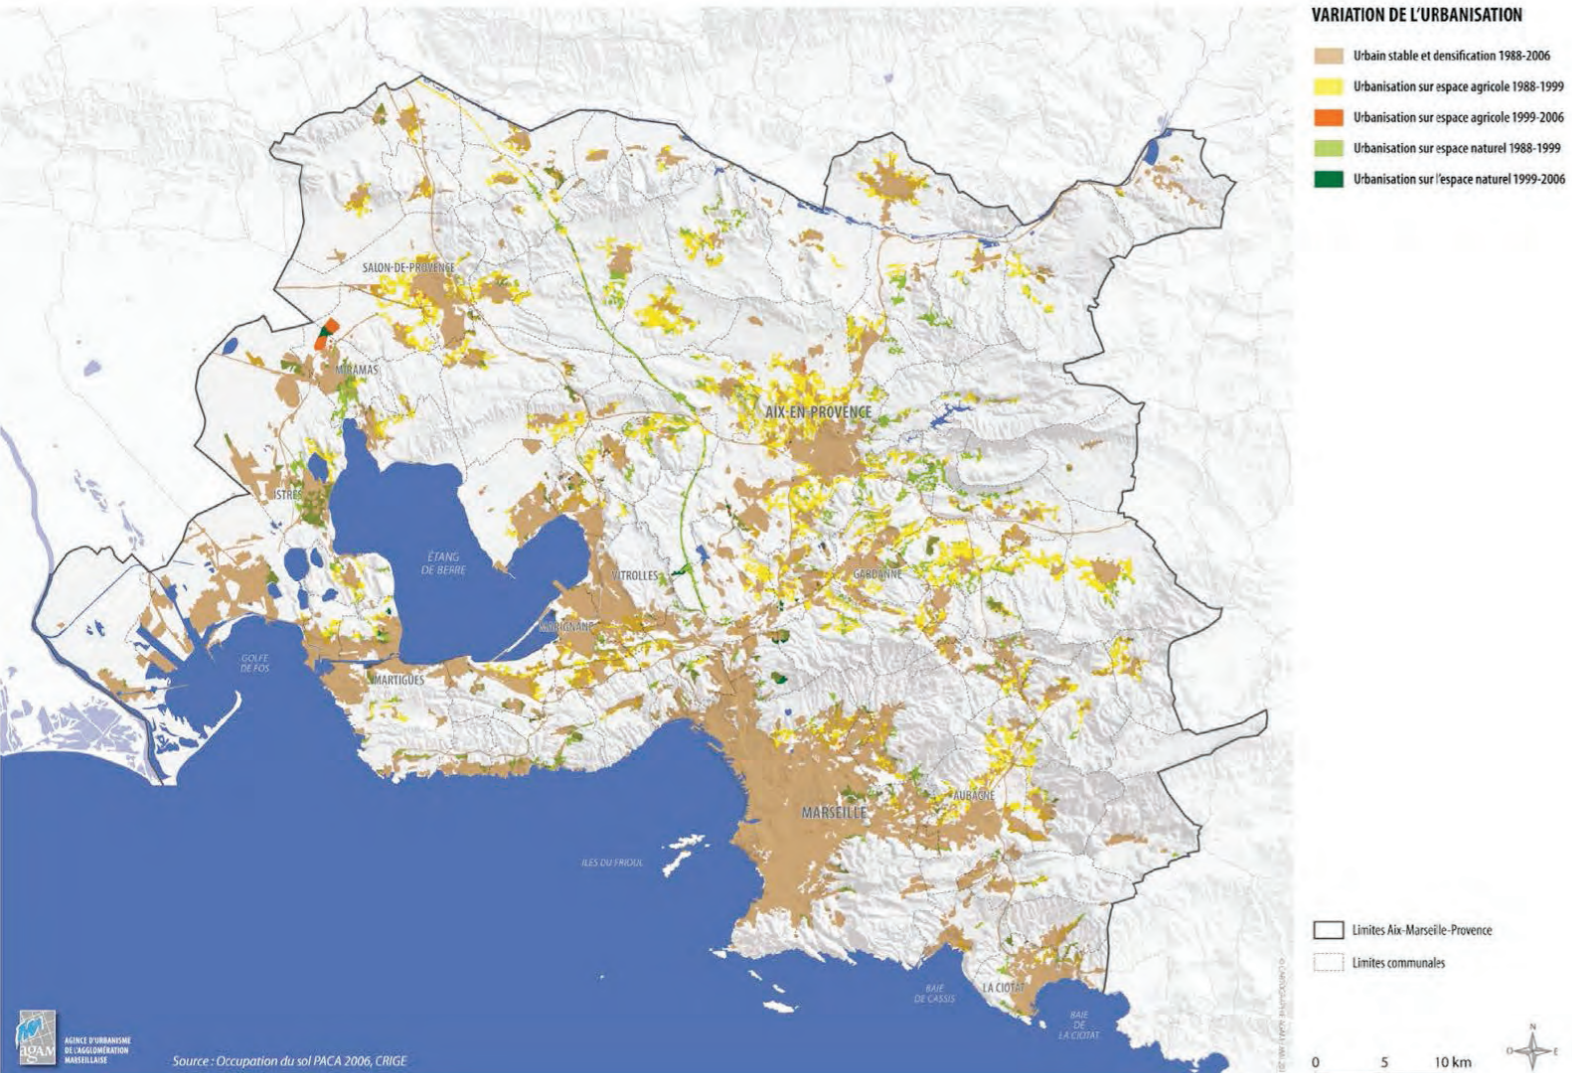 VARIATION DE L'URBANISATION
Urbain stable et densification 1988-2006
Urbanisation sur espace agricole 1988-1999
Urbanisation sur espace agricole 1999-2006
Urbanisation sur espace naturel 1988-1999
Urbanisation sur l'espace naturel 1999-2006
SALON-DE-PROVENCE
MIRAMAS
AIX-EN-PROVENCE
ISTRES
ÉTANG
DE BERRE
VITROLLES
GARDANNE
MARIGNANE
GOLFE
DE FOS
MARTIGUES
AUBAGNE
MARSEILLE
ILES DU FRIOUL
BAIE
DE CASSIS
LA CIOTAT
BAIE
DE
LA CIOTAT
Limites Aix-Marseille-Provence
Limites communales
agam
AGENCE D'URBANISME
DE L'AGGLOMÉRATION
MARSEILLAISE
Source : Occupation du sol PACA 2006, CRIGE
N
O
E
0 5 10 km